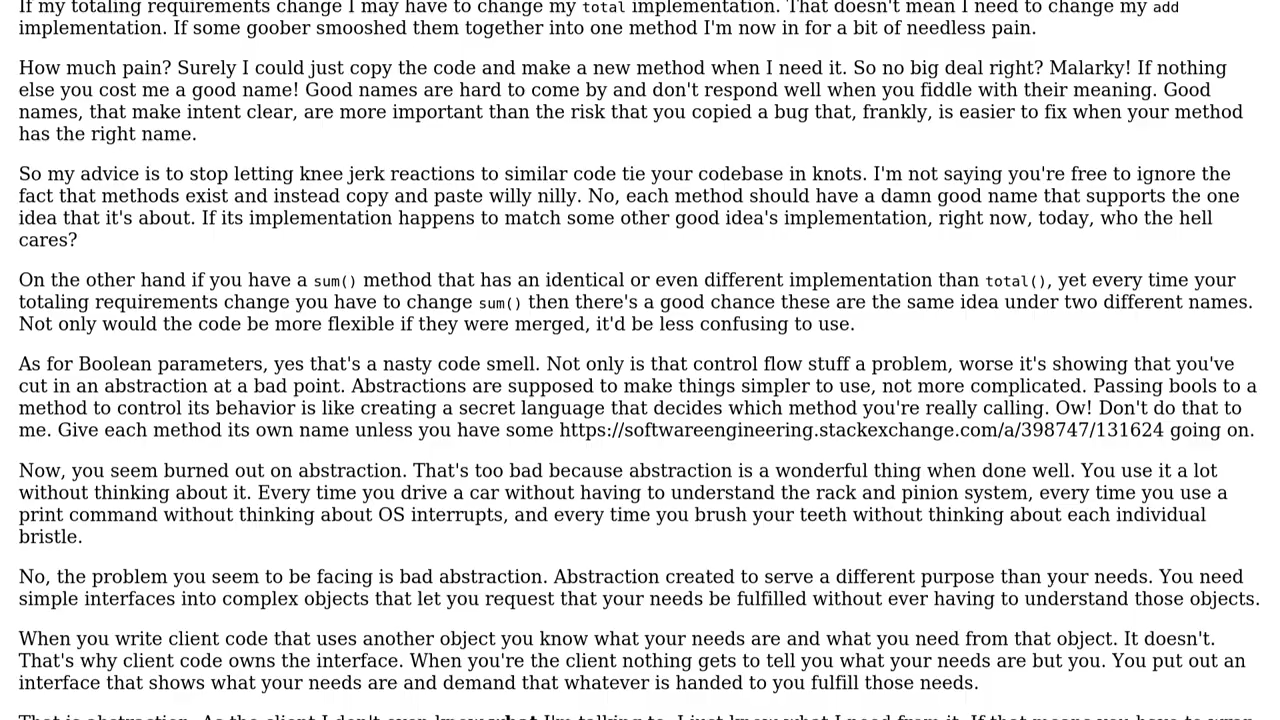 If my totaling requirements change I may have to change my total implementation. That doesn't mean I need to change my add
implementation. If some goober smooshed them together into one method I'm now in for a bit of needless pain.
How much pain? Surely I could just copy the code and make a new method when I need it. So no big deal right? Malarky! If nothing
else you cost me a good name! Good names are hard to come by and don't respond well when you fiddle with their meaning. Good
names, that make intent clear, are more important than the risk that you copied a bug that, frankly, is easier to fix when your method
has the right name.
So my advice is to stop letting knee jerk reactions to similar code tie your codebase in knots. I'm not saying you're free to ignore the
fact that methods exist and instead copy and paste willy nilly. No, each method should have a damn good name that supports the one
idea that it's about. If its implementation happens to match some other good idea's implementation, right now, today, who the hell
cares?
On the other hand if you have a sum() method that has an identical or even different implementation than total(), yet every time your
totaling requirements change you have to change sum() then there's a good chance these are the same idea under two different names.
Not only would the code be more flexible if they were merged, it'd be less confusing to use.
As for Boolean parameters, yes that's a nasty code smell. Not only is that control flow stuff a problem, worse it's showing that you've
cut in an abstraction at a bad point. Abstractions are supposed to make things simpler to use, not more complicated. Passing bools to a
method to control its behavior is like creating a secret language that decides which method you're really calling. Ow! Don't do that to
me. Give each method its own name unless you have some https://softwareengineering.stackexchange.com/a/398747/131624 going on.
Now, you seem burned out on abstraction. That's too bad because abstraction is a wonderful thing when done well. You use it a lot
without thinking about it. Every time you drive a car without having to understand the rack and pinion system, every time you use a
print command without thinking about OS interrupts, and every time you brush your teeth without thinking about each individual
bristle.
No, the problem you seem to be facing is bad abstraction. Abstraction created to serve a different purpose than your needs. You need
simple interfaces into complex objects that let you request that your needs be fulfilled without ever having to understand those objects.
When you write client code that uses another object you know what your needs are and what you need from that object. It doesn't.
That's why client code owns the interface. When you're the client nothing gets to tell you what your needs are but you. You put out an
interface that shows what your needs are and demand that whatever is handed to you fulfill those needs.
That is abstraction. As the client I don't even know what I'm talking to. I just know what I need from it. If that means you have to wrap